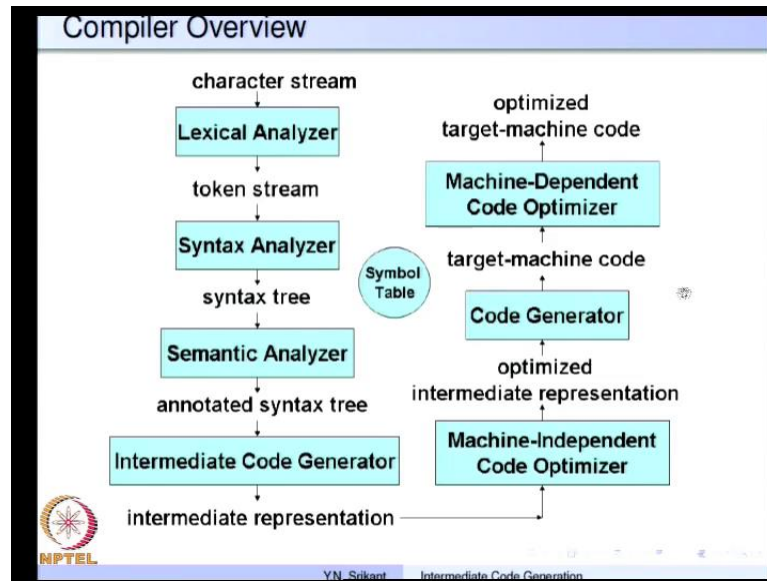 Compiler Overview
character stream
Lexical Analyzer
token stream
Syntax Analyzer
syntax tree
Semantic Analyzer
annotated syntax tree
Intermediate Code Generator
intermediate representation
Symbol
Table
optimized
target-machine code
Machine-Dependent
Code Optimizer
target-machine code
Code Generator
optimized
intermediate representation
Machine-Independent
Code Optimizer
NPTEL
Y.N. Srikant
Intermediate Code Generation